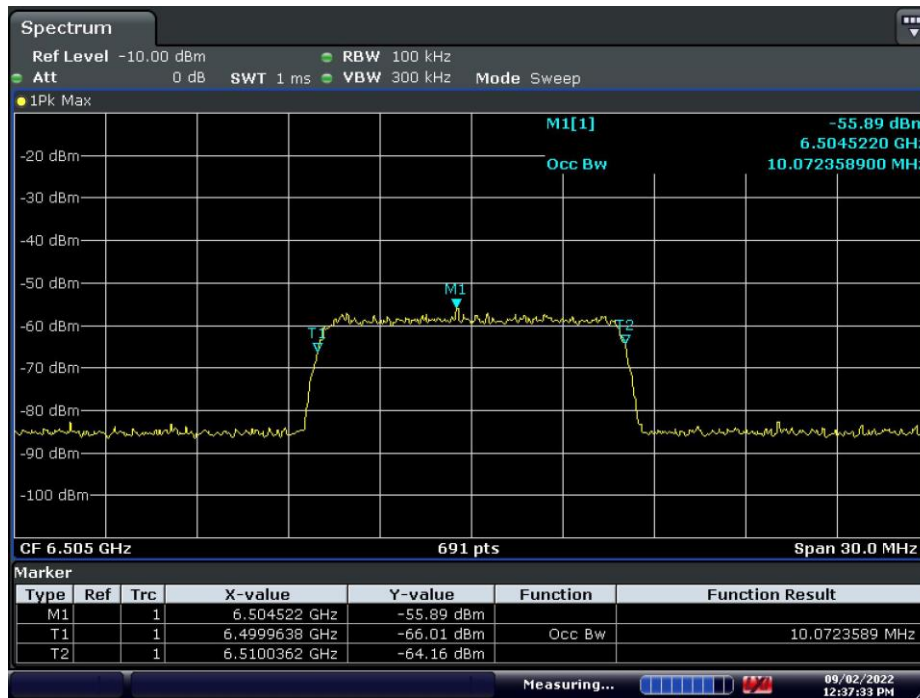 Spectrum
Ref Level -10.00 dBm RBW 100 kHz
Att 0 dB SWT 1 ms VBW 300 kHz Mode Sweep
1Pk Max
M1[1] -55.89 dBm
6.5045220 GH
Occ Bw 10.072358900 MH
-20 dBm
-30 dBm
-40 dBm
-50 dBm
M1
-60 dBm
T1 T2
-70 dBm
-80 dBm
-90 dBm
-100 dBm
CF 6.505 GHz 691 pts Span 30.0 MHz
Marker
Type Ref Trc X-value Y-value Function Function Result
M1 1 6.504522 GHz -55.89 dBm
T1 1 6.4999638 GHz -66.01 dBm Occ Bw 10.0723589 MHz
T2 1 6.5100362 GHz -64.16 dBm
Measuring... 09/02/2022
12:37:33 PM